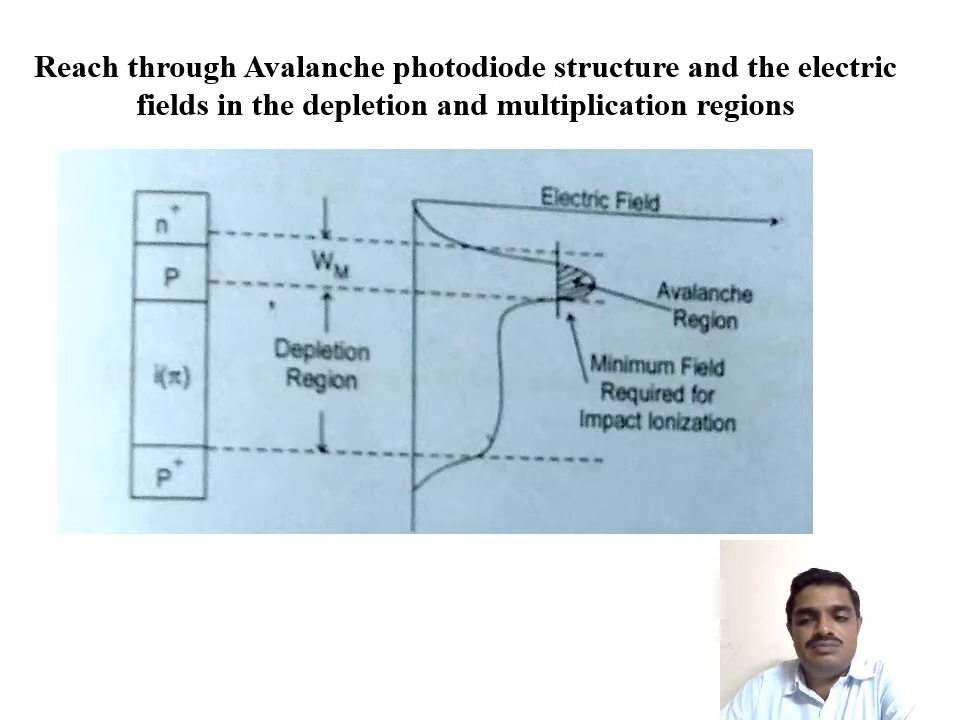 Reach through Avalanche photodiode structure and the electric
fields in the depletion and multiplication regions
n+
P
i(π)
P+
WM
Depletion
Region
Electric Field
Avalanche
Region
Minimum Field
Required for
Impact Ionization